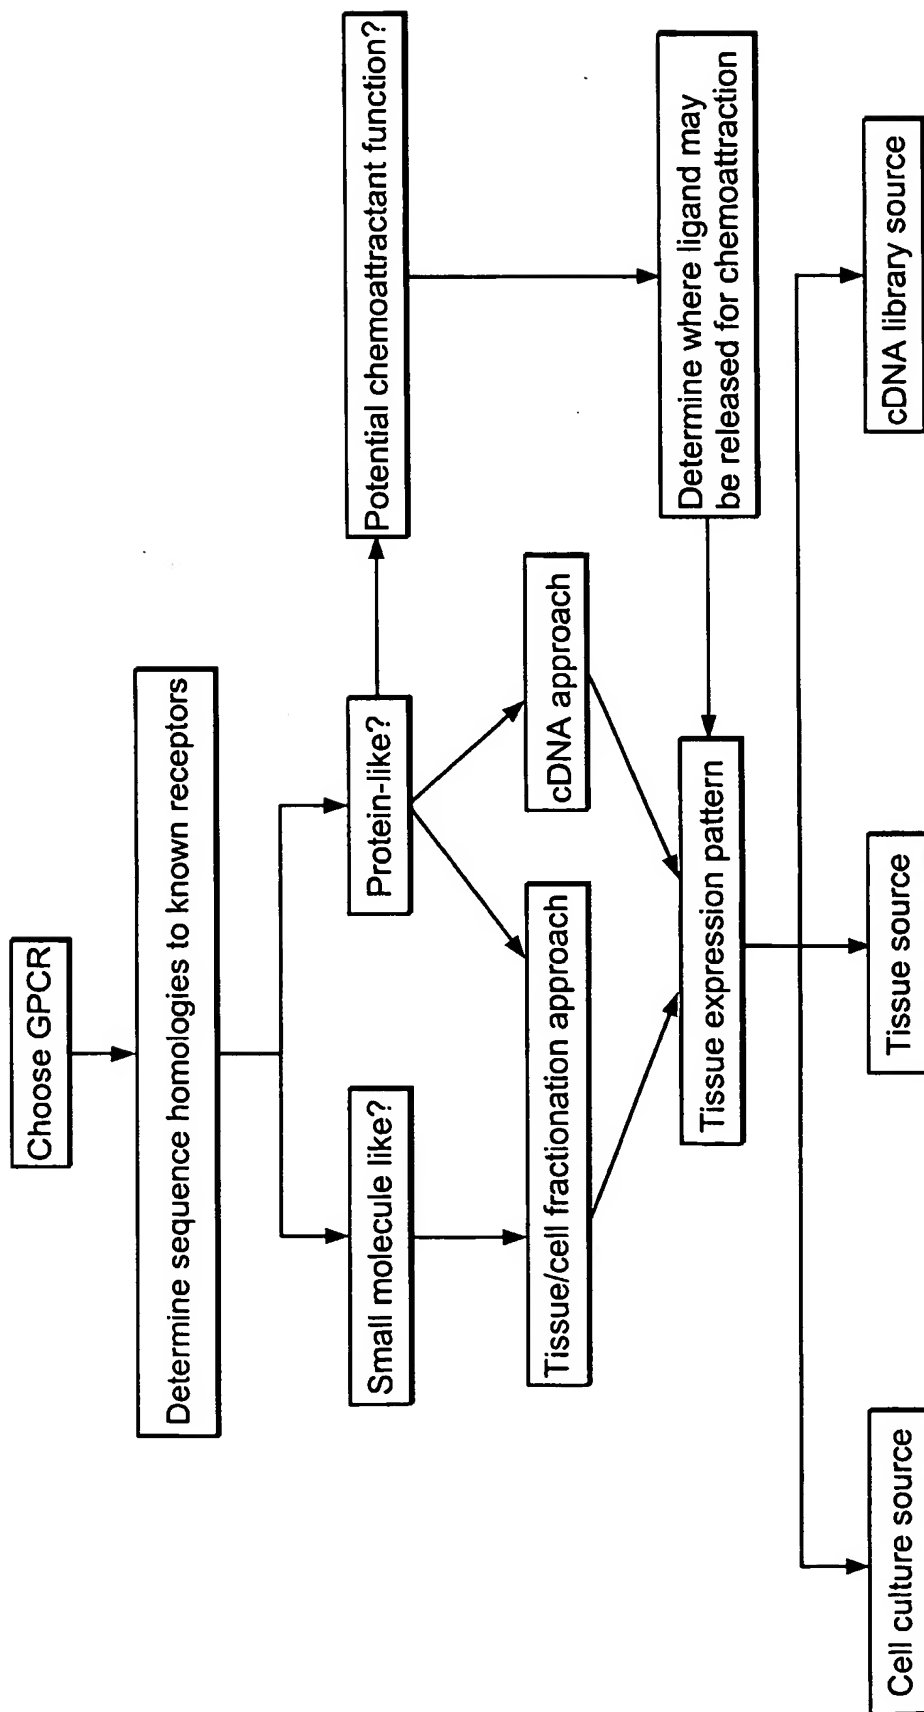 Choose GPCR
Determine sequence homologies to known receptors
Small molecule like?
Protein-like?
Potential chemoattractant function?
Tissue/cell fractionation approach
cDNA approach
Determine where ligand may
be released for chemoattraction
Tissue expression pattern
Cell culture source
Tissue source
cDNA library source